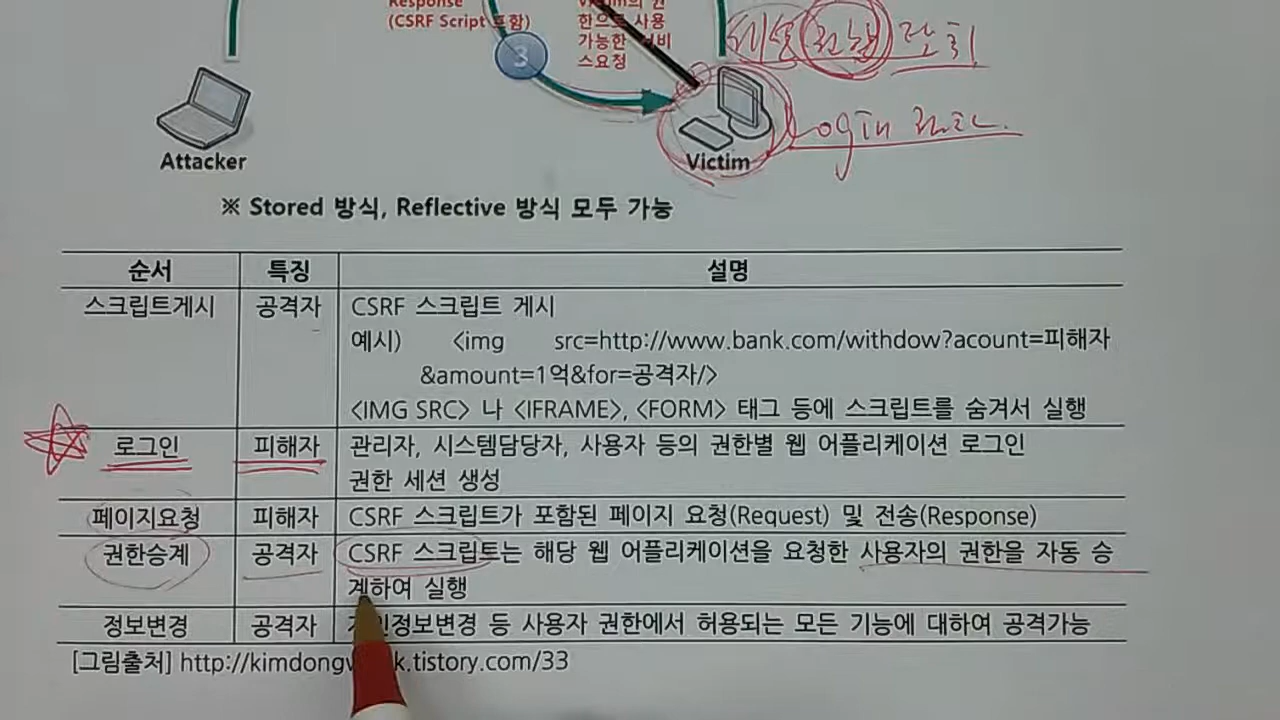 Response
(CSRF Script 포함)
Victim의 권
한으로 사용
가능한 서비
스요청
3
Attacker
Victim
※ Stored 방식, Reflective 방식 모두 가능
순서 특징 설명
스크립트게시 공격자 CSRF 스크립트 게시
예시) <img src=http://www.bank.com/withdow?acount=피해자
&amount=1억&for=공격자/>
<IMG SRC> 나 <IFRAME>, <FORM> 태그 등에 스크립트를 숨겨서 실행
로그인 피해자 관리자, 시스템담당자, 사용자 등의 권한별 웹 어플리케이션 로그인
권한 세션 생성
페이지요청 피해자 CSRF 스크립트가 포함된 페이지 요청(Request) 및 전송(Response)
권한승계 공격자 CSRF 스크립트는 해당 웹 어플리케이션을 요청한 사용자의 권한을 자동 승
계하여 실행
정보변경 공격자 개인정보변경 등 사용자 권한에서 허용되는 모든 기능에 대하여 공격가능
[그림출처] http://kimdong k.tistory.com/33